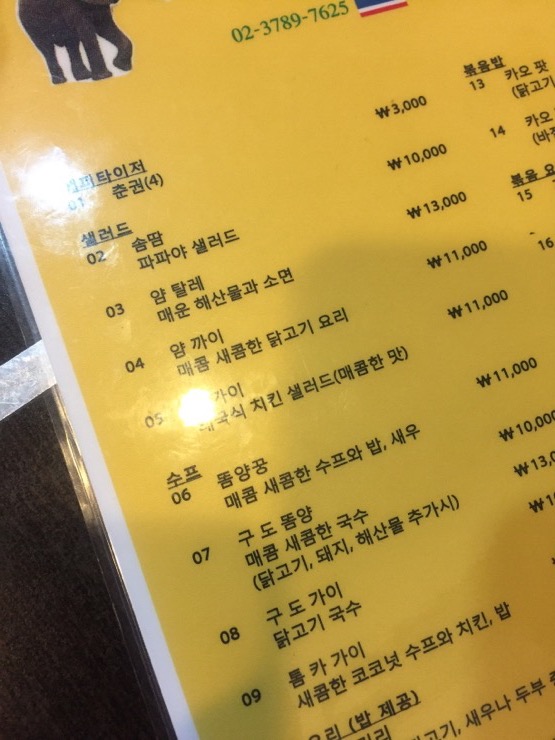 02-3789-7625
타이저
01 춘권(4) ₩3,000
샐러드
02 솜땀 ₩10,000
파파야 샐러드
03 얌 탈레 ₩13,000
매운 해산물과 소면
04 얌 까이 ₩11,000
매콤 새콤한 닭고기 요리
05 가이 ₩11,000
치킨 샐러드(매콤한 맛)
수프
06 똠양꿍 ₩11,000
매콤 새콤한 수프와 밥, 새우
07 구 도 똠양 ₩10,000
매콤 새콤한 국수
(닭고기, 돼지, 해산물 추가시)
08 구 도 가이
닭고기 국수
09 톰 카 가이
새콤한 코코넛 수프와 치킨, 밥
(밥 제공)
새우나 두부
볶음밥
13 카오 팟
(닭고기
14 카오
볶음
15
16